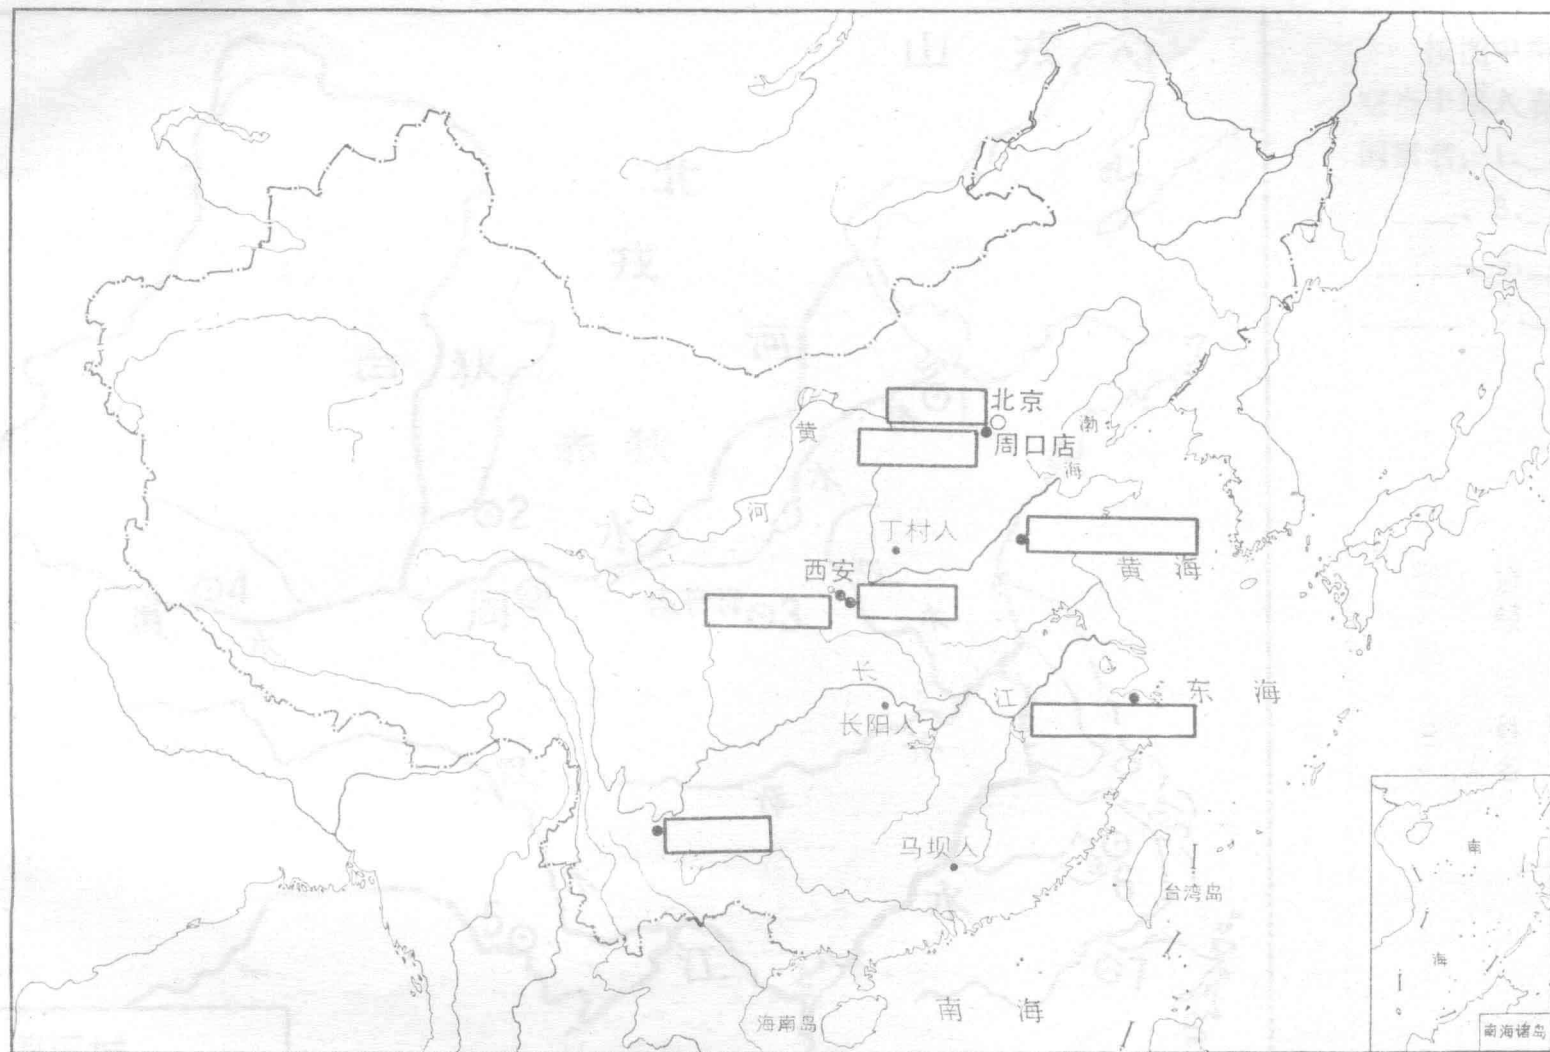 北京
周口店
黄
河
渤
海
丁村人
西安
黄 海
长
江
长阳人
东 海
马坝人
台湾岛
海南岛
南 海
南
海
南海诸岛